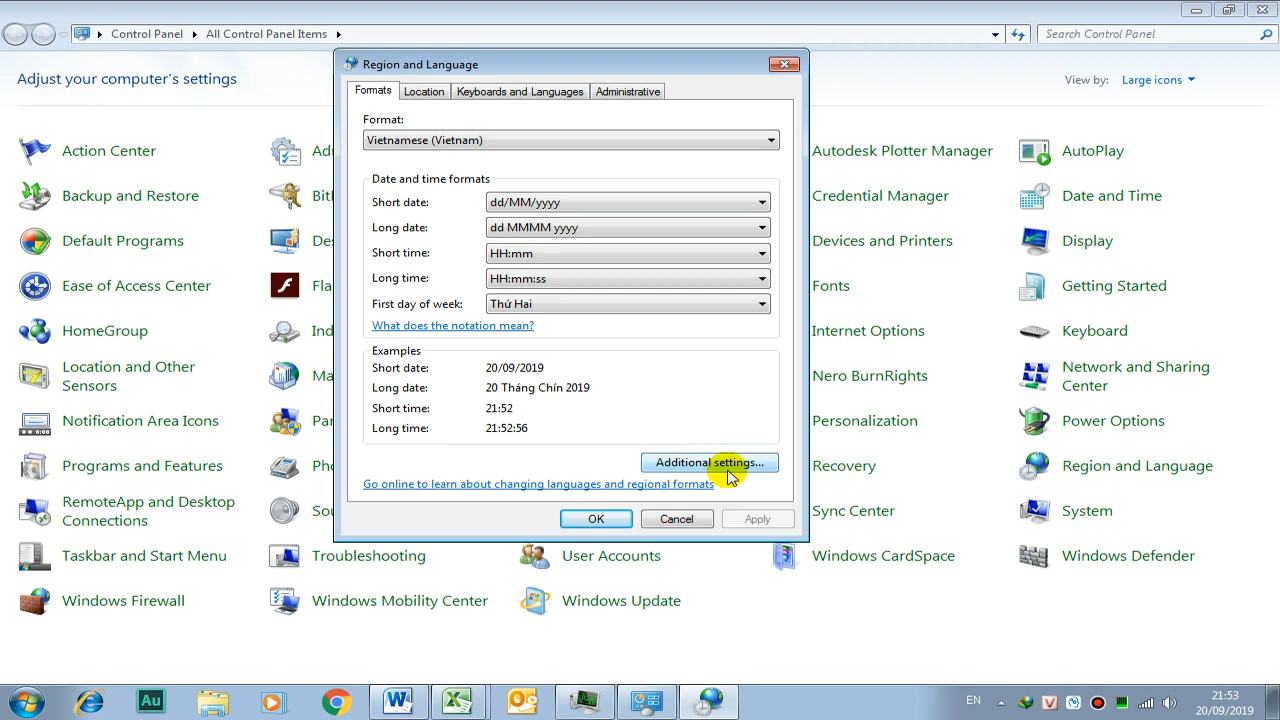 Control Panel
All Control Panel Items
Search Control Panel
Adjust your computer's settings
View by:
Large icons
Region and Language
Formats
Location
Keyboards and Languages
Administrative
Format:
Vietnamese (Vietnam)
Date and time formats
Short date:
dd/MM/yyyy
Long date:
dd MMMM yyyy
Short time:
HH:mm
Long time:
HH:mm:ss
First day of week:
Thứ Hai
What does the notation mean?
Examples
Short date:
20/09/2019
Long date:
20 Tháng Chín 2019
Short time:
21:52
Long time:
21:52:56
Additional settings...
Go online to learn about changing languages and regional formats
OK
Cancel
Apply
Action Center
Autodesk Plotter Manager
AutoPlay
Backup and Restore
Credential Manager
Date and Time
Default Programs
Devices and Printers
Display
Ease of Access Center
Fonts
Getting Started
HomeGroup
Internet Options
Keyboard
Location and Other
Sensors
Nero BurnRights
Network and Sharing
Center
Notification Area Icons
Personalization
Power Options
Programs and Features
Recovery
Region and Language
RemoteApp and Desktop
Connections
Sync Center
System
Taskbar and Start Menu
Troubleshooting
User Accounts
Windows CardSpace
Windows Defender
Windows Firewall
Windows Mobility Center
Windows Update
Au
EN
21:53
20/09/2019